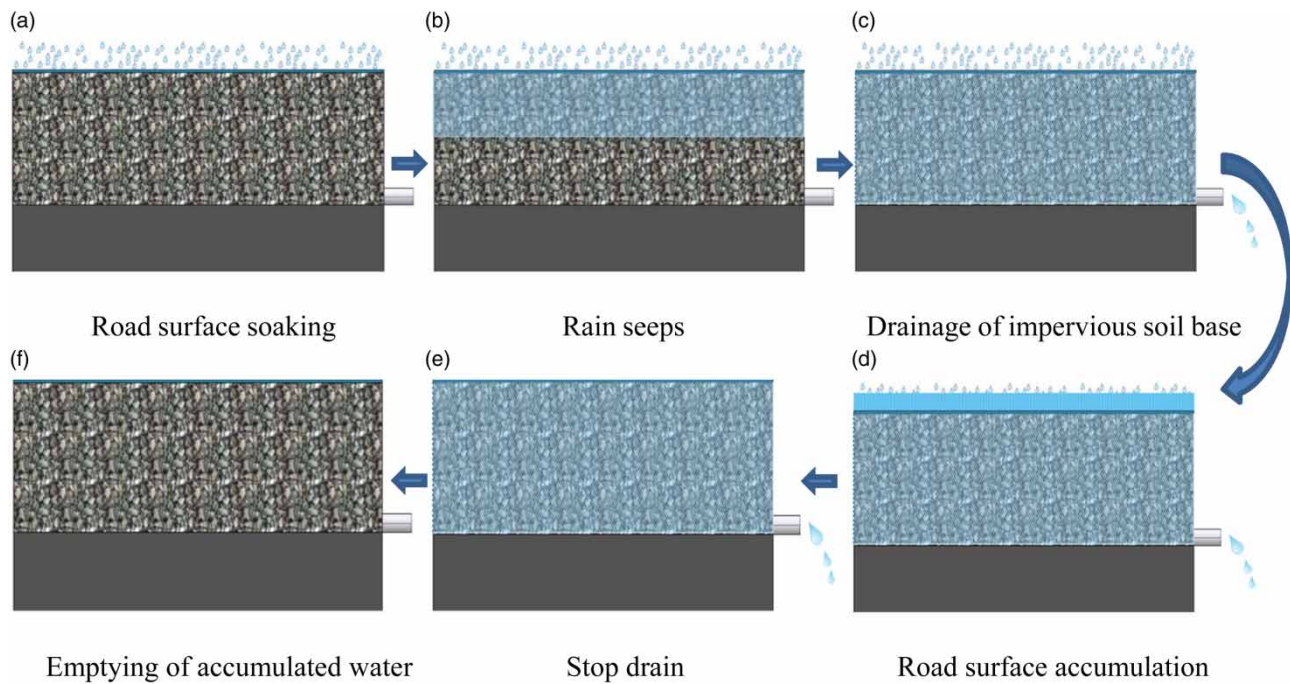 (a)
(b)
(c)
Road surface soaking
Rain seeps
Drainage of impervious soil base
(f)
(e)
(d)
Emptying of accumulated water
Stop drain
Road surface accumulation